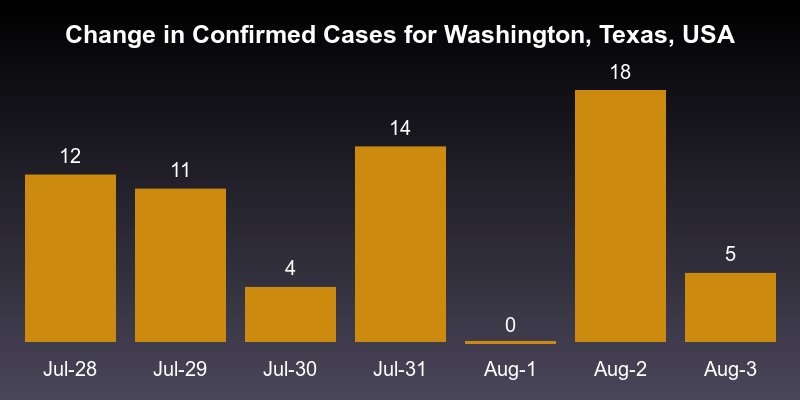 Change in Confirmed Cases for Washington, Texas, USA
12
11
4
14
0
18
5
Jul-28
Jul-29
Jul-30
Jul-31
Aug-1
Aug-2
Aug-3